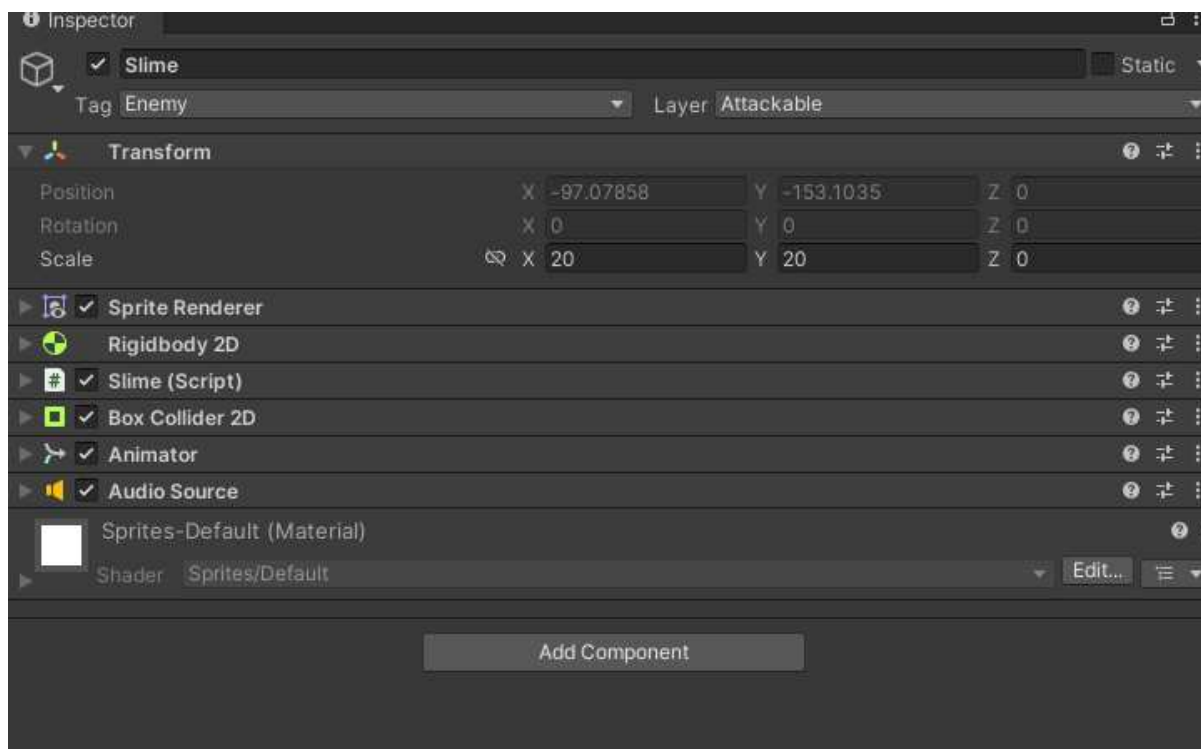 Inspector
Slime Static
Tag Enemy Layer Attackable
Transform
Position X -97.07858 Y -153.1035 Z 0
Rotation X 0 Y 0 Z 0
Scale X 20 Y 20 Z 0
Sprite Renderer
Rigidbody 2D
# Slime (Script)
Box Collider 2D
Animator
Audio Source
Sprites-Default (Material)
Shader Sprites/Default Edit...
Add Component